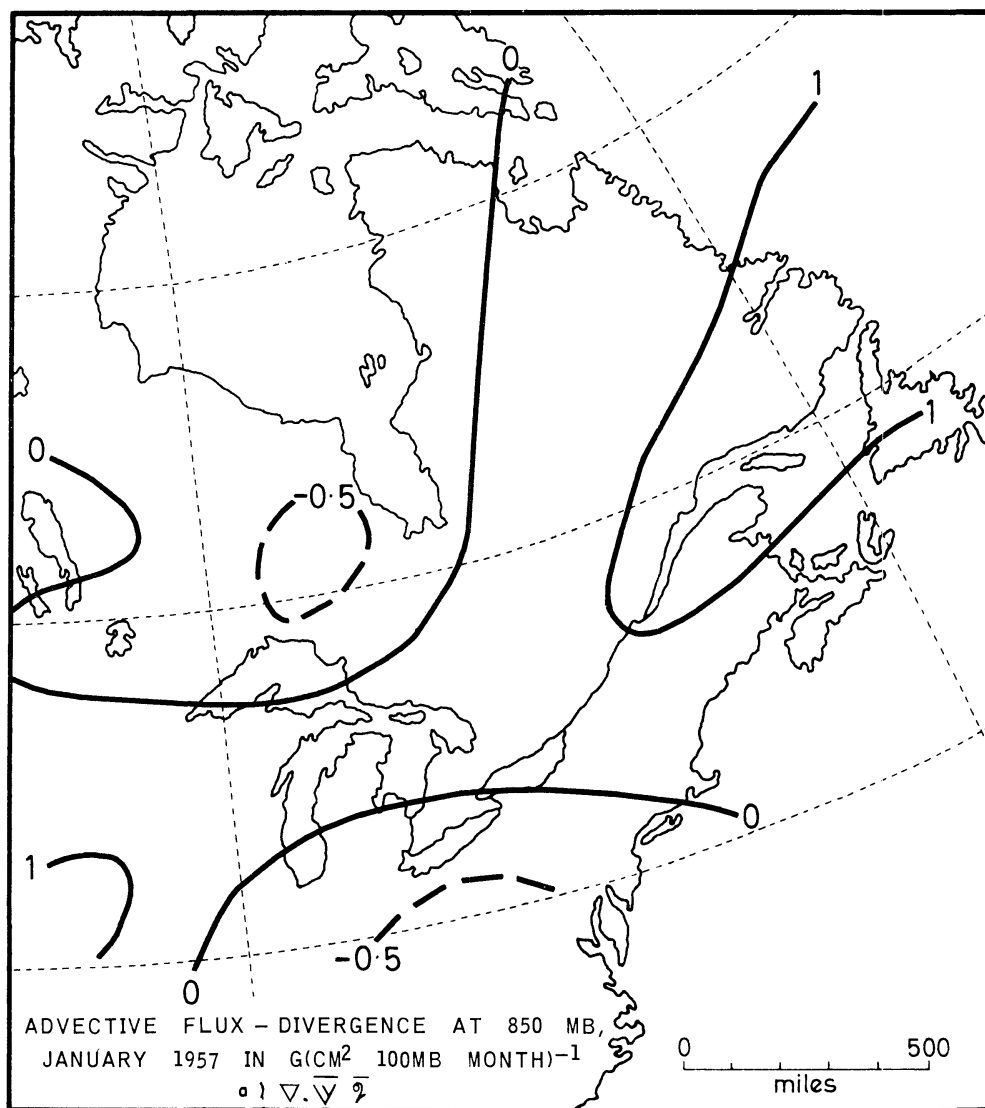 0
1
0
-0.5
1
1
0
-0.5
0
ADVECTIVE FLUX – DIVERGENCE AT 850 MB,
JANUARY 1957 IN G(CM² 100MB MONTH)⁻¹
a) ∇.V̅ q̅
0 500
miles